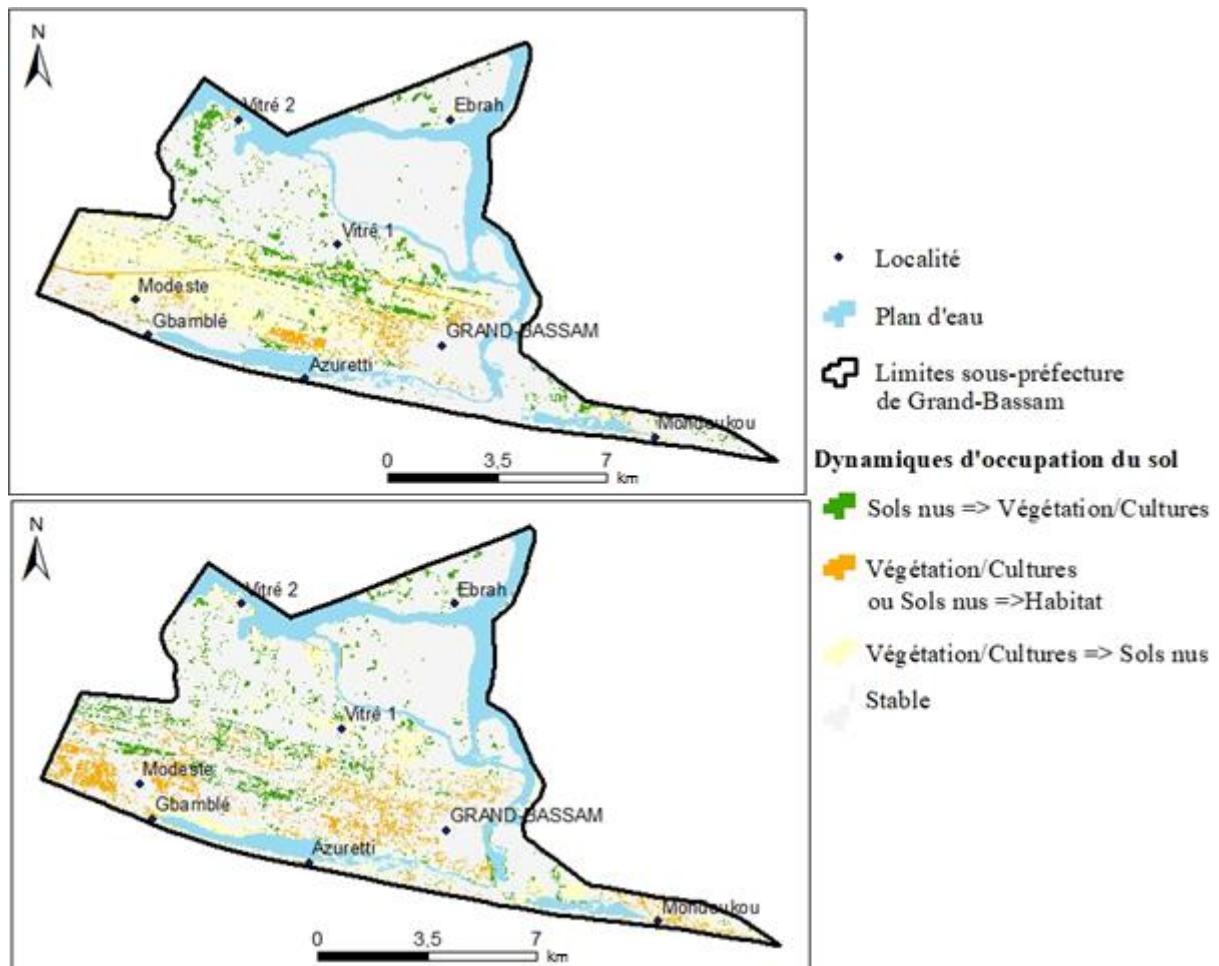 N
Vitré 2
Ebrah
Vitré 1
Modeste
Gbamblé
GRAND-BASSAM
Azuretti
Mondoukou
0 3,5 7
km
N
Vitré 2
Ebrah
Vitré 1
Modeste
Gbamblé
GRAND-BASSAM
Azuretti
Mondoukou
0 3,5 7
km
Localité
Plan d'eau
Limites sous-préfecture
de Grand-Bassam
Dynamiques d'occupation du sol
Sols nus => Végétation/Cultures
Végétation/Cultures
ou Sols nus =>Habitat
Végétation/Cultures => Sols nus
Stable